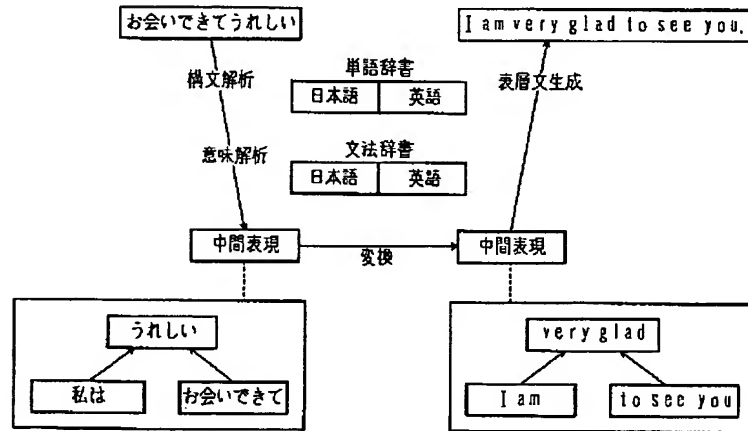 お会いできてうれしい
I am very glad to see you.
構文解析
単語辞書
表層文生成
日本語
英語
意味解析
文法辞書
日本語
英語
中間表現
変換
中間表現
うれしい
私は
お会いできて
very glad
I am
to see you